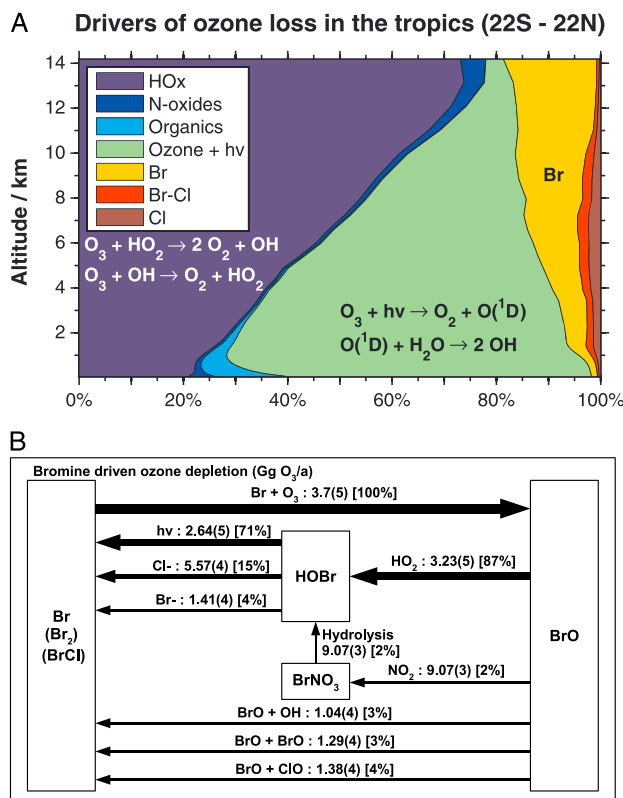 A
Drivers of ozone loss in the tropics (22S - 22N)
Altitude / km
14
12
10
8
6
4
2
HOx
N-oxides
Organics
Ozone + hv
Br
Br-Cl
Cl
Br
O3 + HO2 → 2 O2 + OH
O3 + OH → O2 + HO2
O3 + hv → O2 + O(¹D)
O(¹D) + H2O → 2 OH
0% 20% 40% 60% 80% 100%
B
Bromine driven ozone depletion (Gg O3/a)
Br + O3 : 3.7(5) [100%]
hv : 2.64(5) [71%]
Cl- : 5.57(4) [15%]
Br- : 1.41(4) [4%]
HOBr
HO2 : 3.23(5) [87%]
Br
(Br2)
(BrCl)
BrO
Hydrolysis
9.07(3) [2%]
BrNO3
NO2 : 9.07(3) [2%]
BrO + OH : 1.04(4) [3%]
BrO + BrO : 1.29(4) [3%]
BrO + ClO : 1.38(4) [4%]